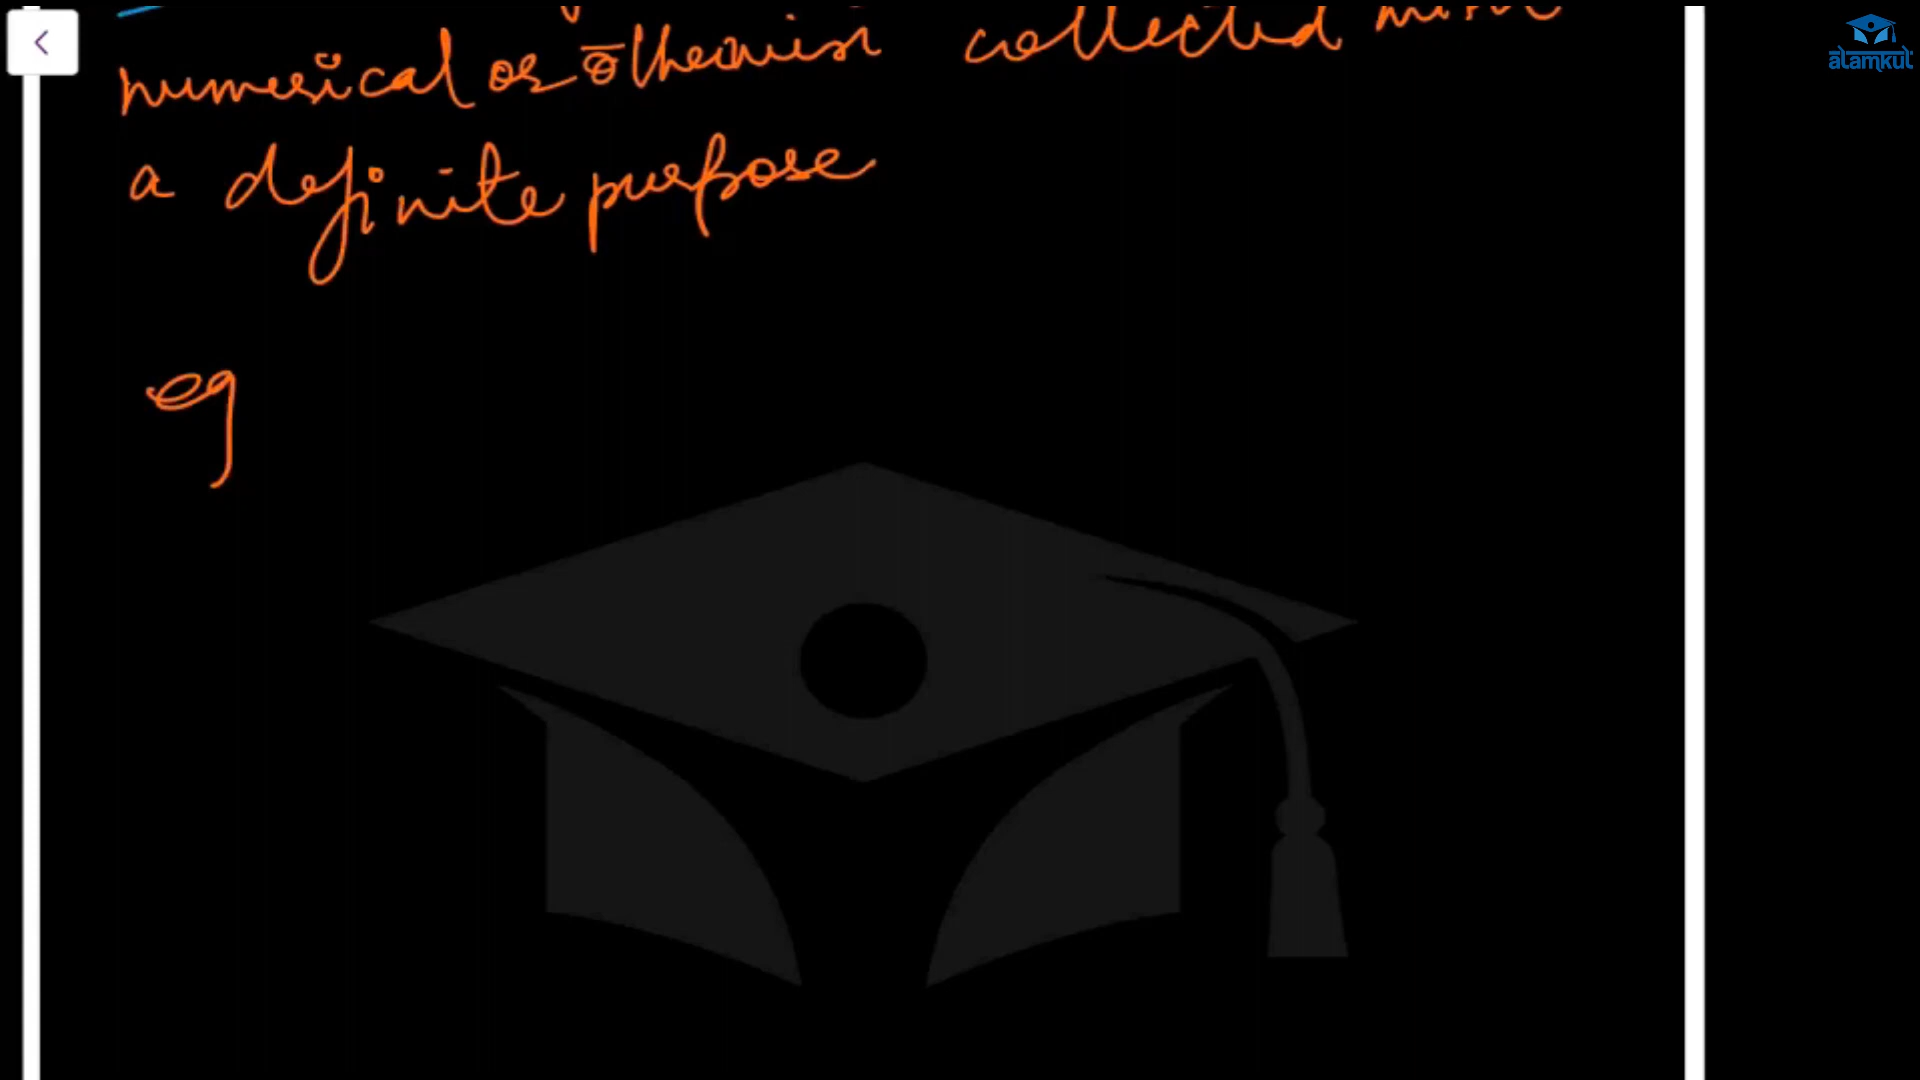 numerical or otherwise collected with
a definite purpose
eg
alamkul